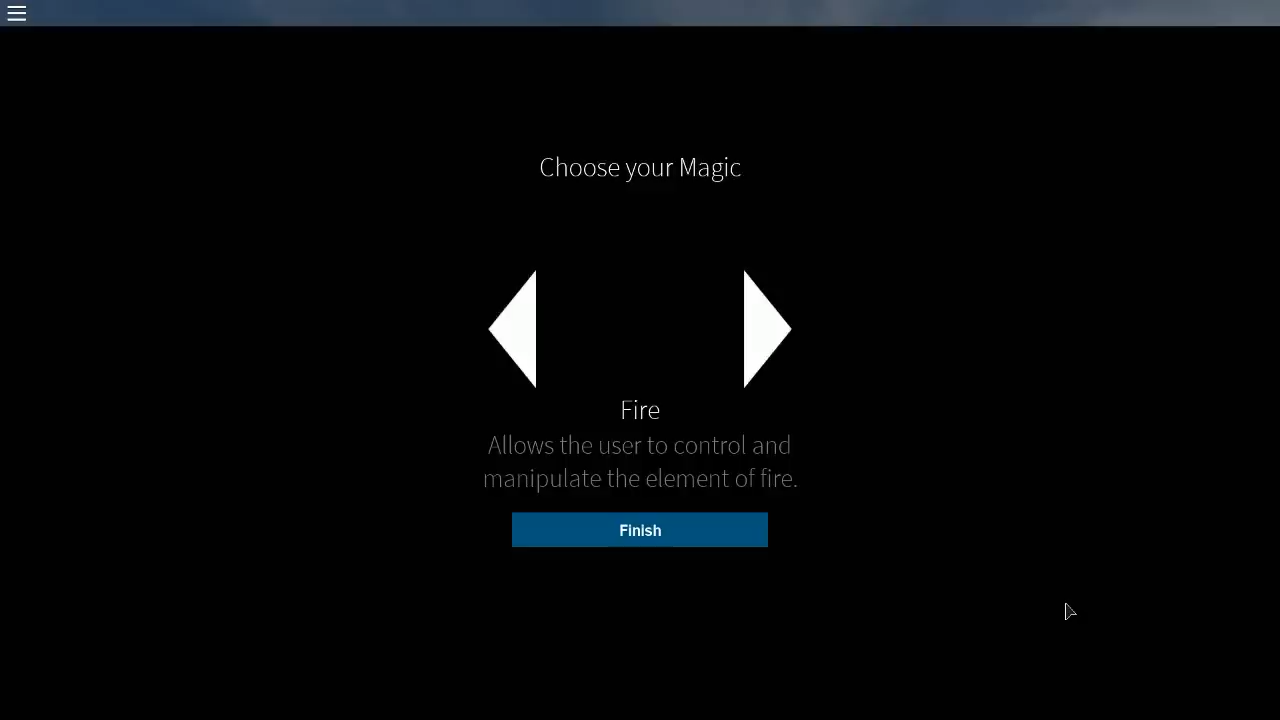 Choose your Magic
Fire
Allows the user to control and
manipulate the element of fire.
Finish